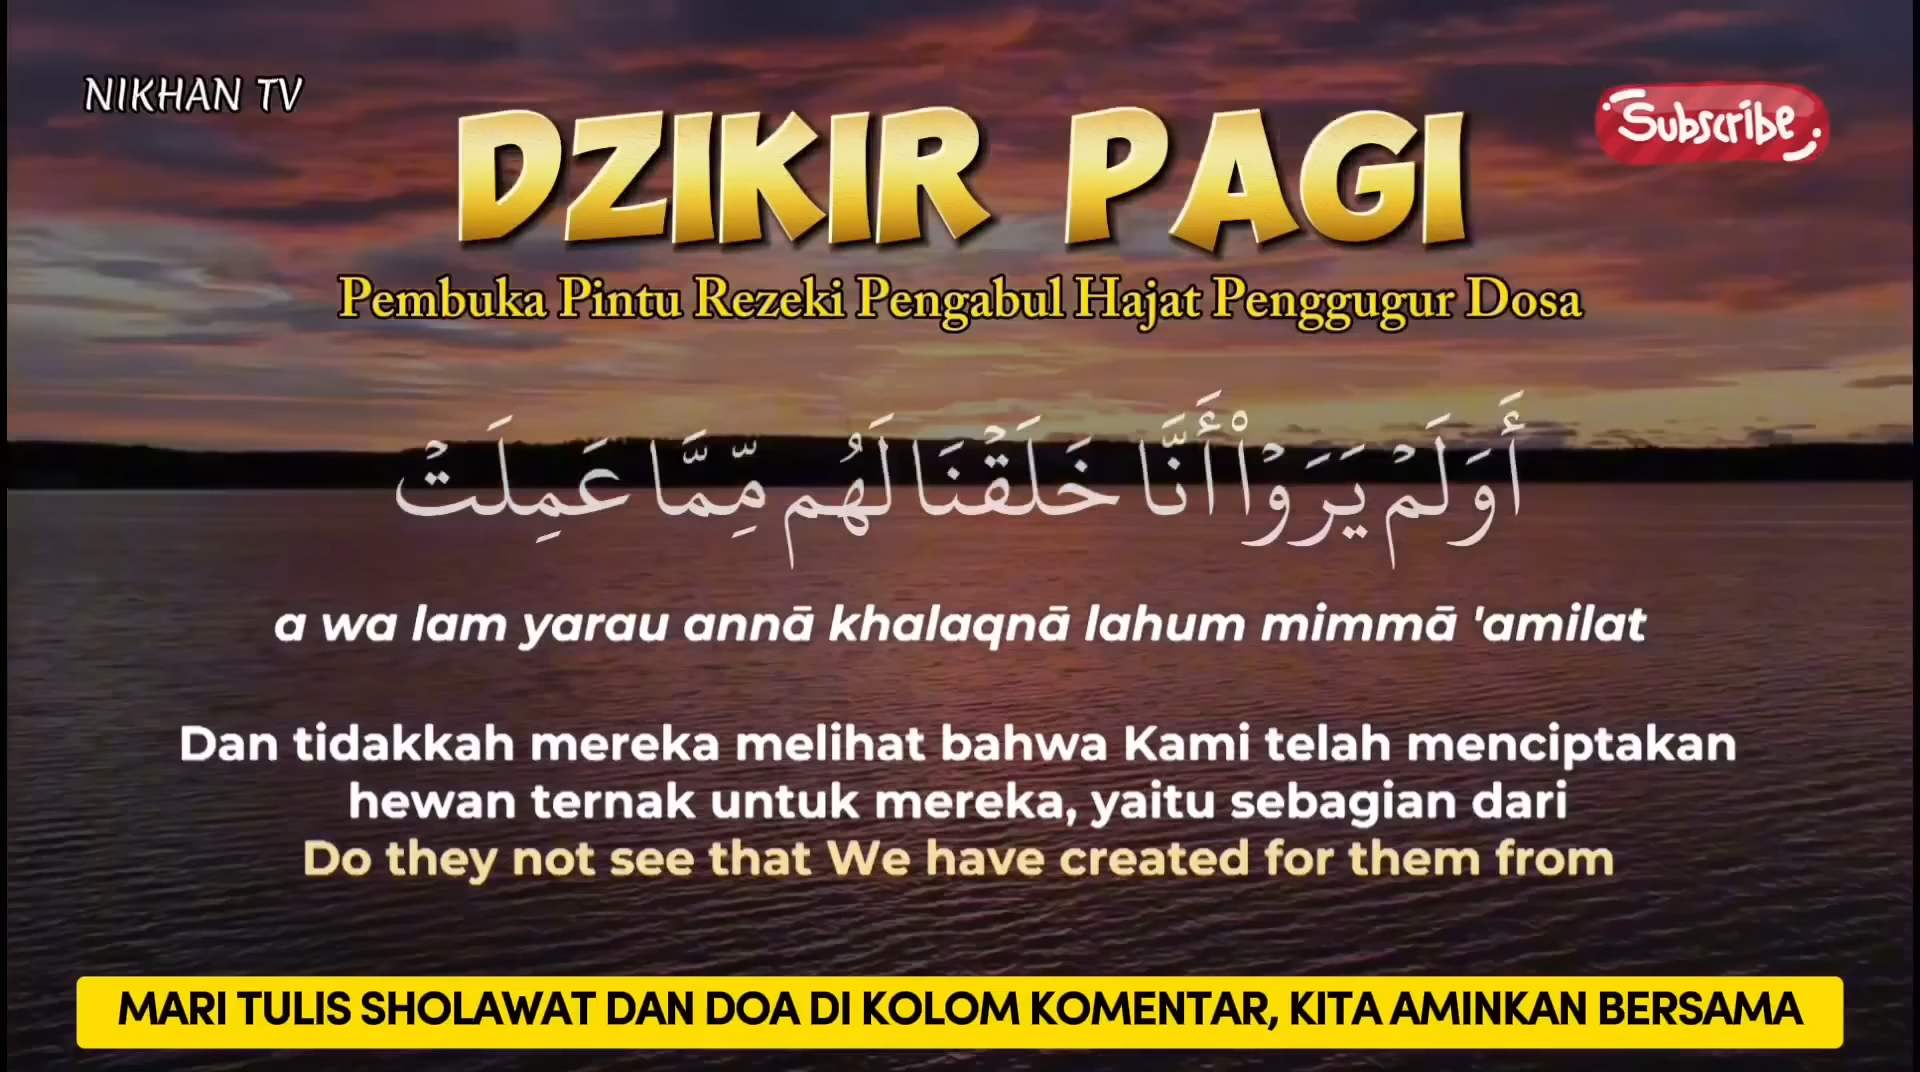 NIKHAN TV
Subscribe
DZIKIR PAGI
Pembuka Pintu Rezeki Pengabul Hajat Penggugur Dosa
أَوَلَمْ يَرَوْا۟ أَنَّا خَلَقْنَا لَهُم مِّمَّا عَمِلَتْ
a wa lam yarau annā khalaqnā lahum mimmā 'amilat
Dan tidakkah mereka melihat bahwa Kami telah menciptakan
hewan ternak untuk mereka, yaitu sebagian dari
Do they not see that We have created for them from
MARI TULIS SHOLAWAT DAN DOA DI KOLOM KOMENTAR, KITA AMINKAN BERSAMA